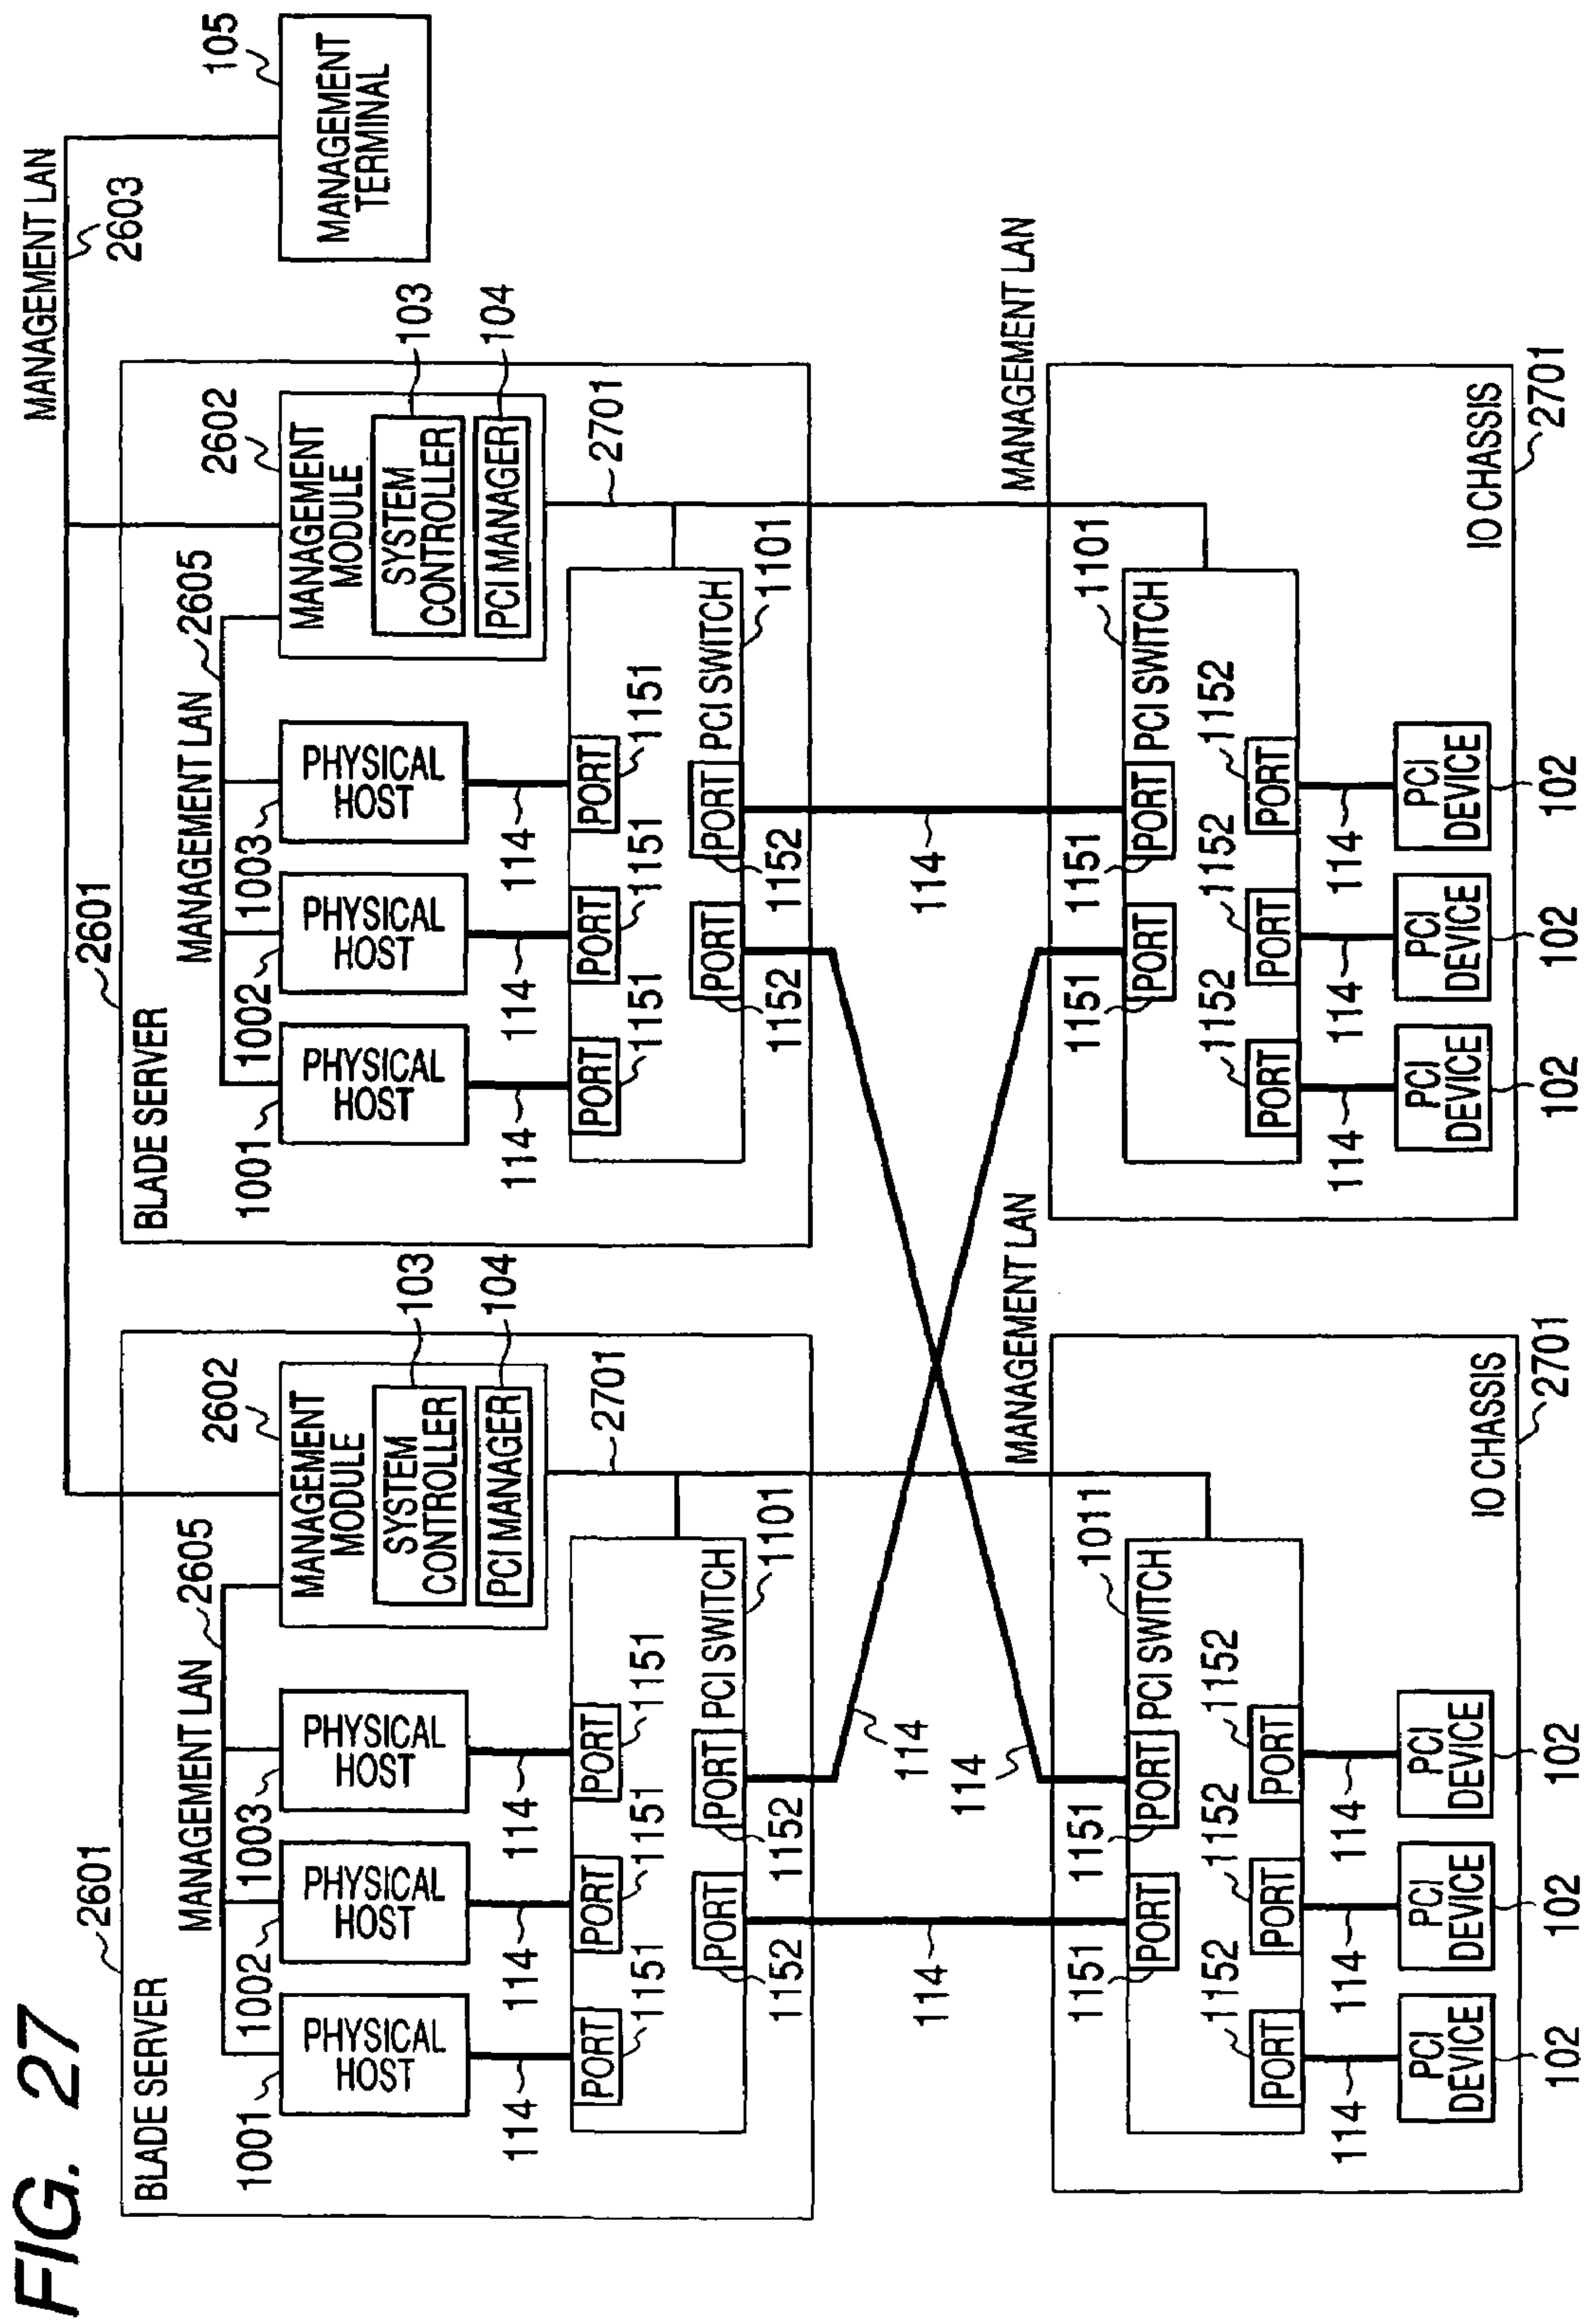 FIG. 27
MANAGEMENT LAN
2603
105
MANAGEMENT
TERMINAL
2601
BLADE SERVER
MANAGEMENT LAN
2605
2602
1001
1002
1003
PHYSICAL
HOST
PHYSICAL
HOST
PHYSICAL
HOST
MANAGEMENT
MODULE
SYSTEM
CONTROLLER
PCI MANAGER
103
104
114
114
114
2701
PORT
1151
PORT
1151
PORT
1151
PORT
PORT
PCI SWITCH
1101
1152
1152
2601
BLADE SERVER
MANAGEMENT LAN
2605
2602
1001
1002
1003
PHYSICAL
HOST
PHYSICAL
HOST
PHYSICAL
HOST
MANAGEMENT
MODULE
SYSTEM
CONTROLLER
PCI MANAGER
103
104
114
114
114
2701
PORT
1151
PORT
1151
PORT
1151
PORT
PORT
PCI SWITCH
1101
1152
1152
114
114
114
114
MANAGEMENT LAN
1151
1151
1011
PORT
PORT
PCI SWITCH
1152
1152
1152
PORT
PORT
PORT
114
114
114
PCI
DEVICE
PCI
DEVICE
PCI
DEVICE
IO CHASSIS
2701
102
102
102
MANAGEMENT LAN
1151
1151
1101
PORT
PORT
PCI SWITCH
1152
1152
1152
PORT
PORT
PORT
114
114
114
PCI
DEVICE
PCI
DEVICE
PCI
DEVICE
IO CHASSIS
2701
102
102
102